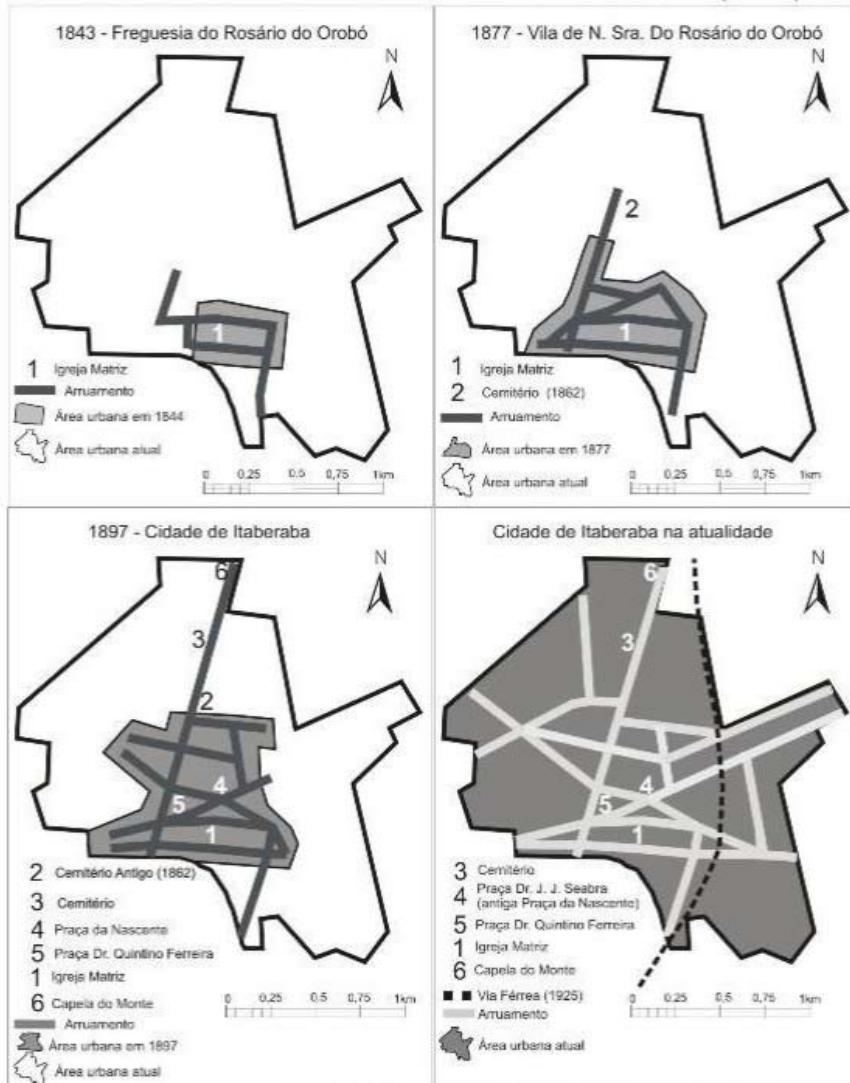 1843 - Freguesia do Rosário do Orobó
N
1
1 Igreja Matriz
Arruamento
Área urbana em 1844
Área urbana atual
0 0,25 0,5 0,75 1km
1877 - Vila de N. Sra. Do Rosário do Orobó
N
2
1
1 Igreja Matriz
2 Cemitério (1862)
Arruamento
Área urbana em 1877
Área urbana atual
0 0,25 0,5 0,75 1km
1897 - Cidade de Itaberaba
N
6
3
2
4
5
1
2 Cemitério Antigo (1862)
3 Cemitério
4 Praça da Nascente
5 Praça Dr. Quintino Ferreira
1 Igreja Matriz
6 Capela do Monte
Arruamento
Área urbana em 1897
Área urbana atual
0 0,25 0,5 0,75 1km
Cidade de Itaberaba na atualidade
N
6
3
4
5
1
3 Cemitério
4 Praça Dr. J. J. Seabra
(antiga Praça da Nascente)
5 Praça Dr. Quintino Ferreira
1 Igreja Matriz
6 Capela do Monte
Via Férrea (1925)
Arruamento
Área urbana atual
0 0,25 0,5 0,75 1km